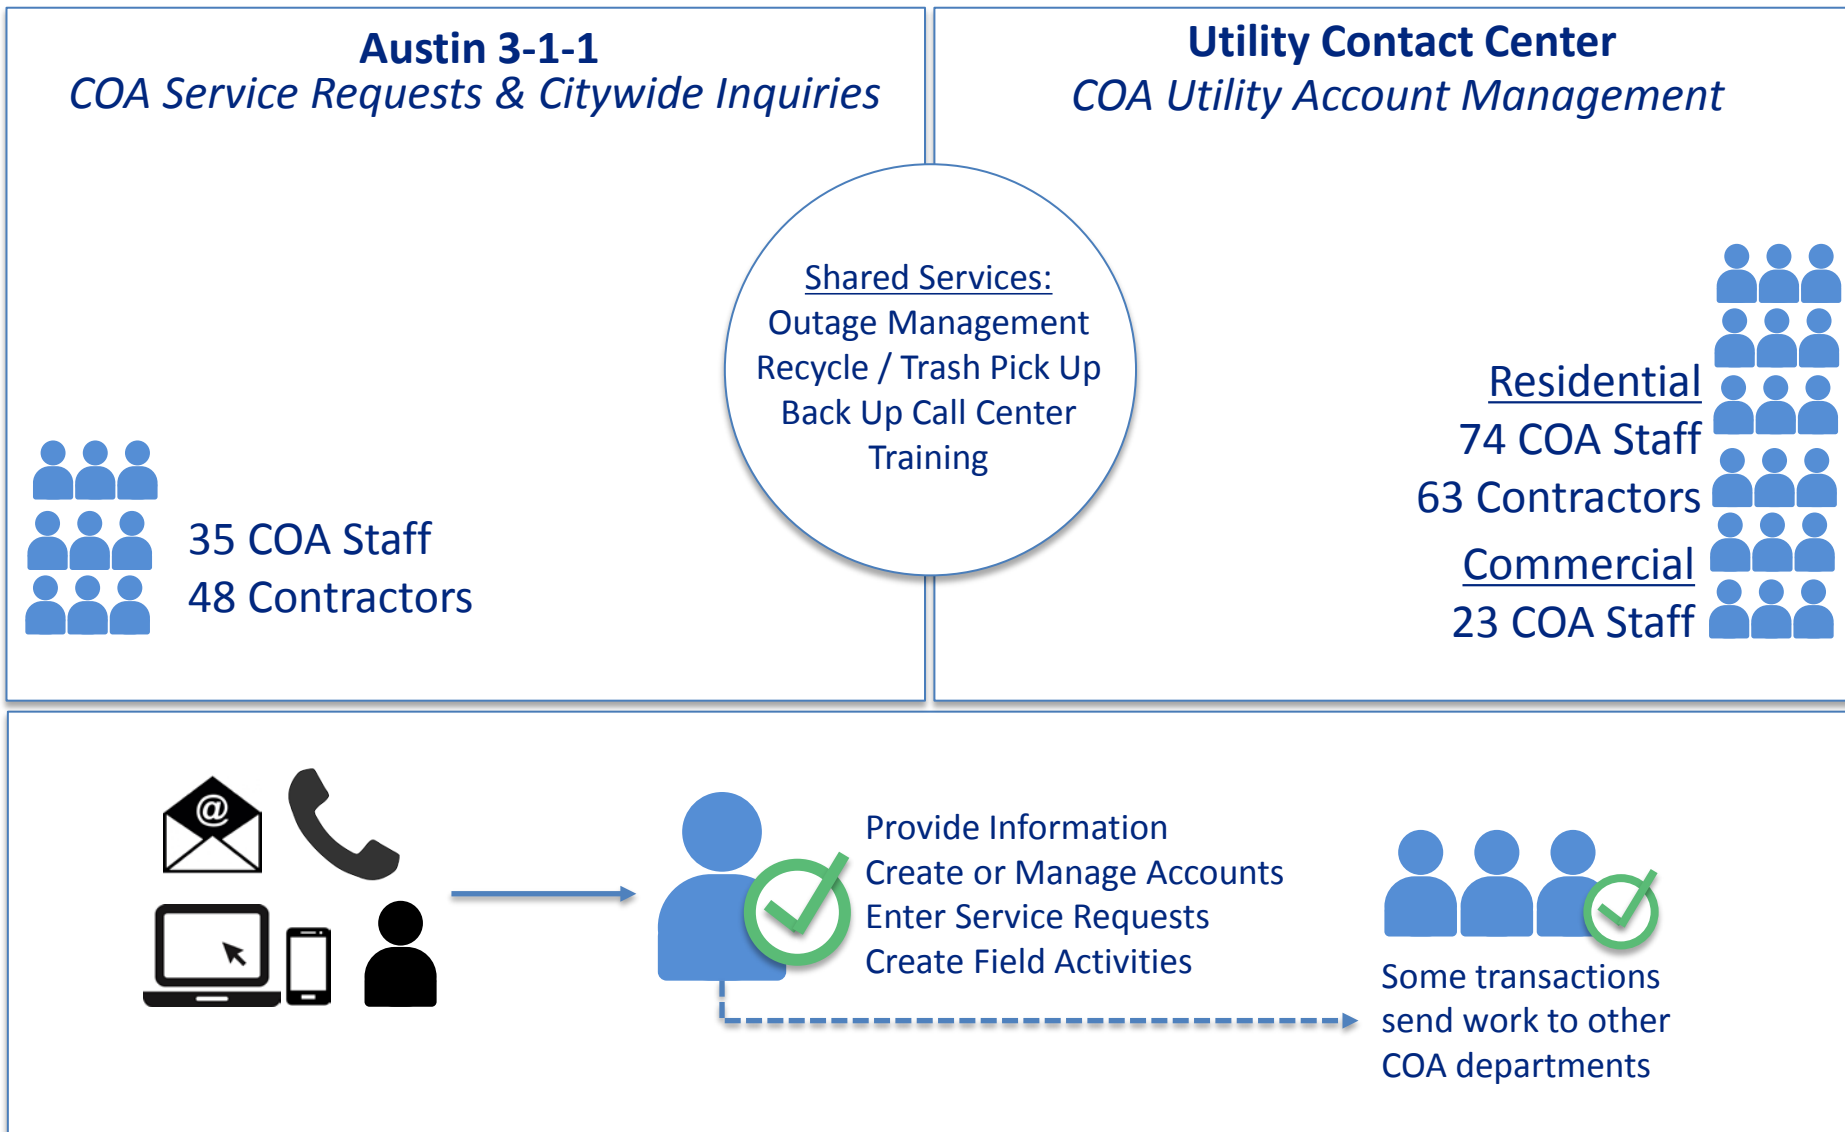 Austin 3-1-1
COA Service Requests & Citywide Inquiries
35 COA Staff
48 Contractors
Shared Services:
Outage Management
Recycle / Trash Pick Up
Back Up Call Center
Training
Utility Contact Center
COA Utility Account Management
Residential
74 COA Staff
63 Contractors
Commercial
23 COA Staff
@
Provide Information
Create or Manage Accounts
Enter Service Requests
Create Field Activities
Some transactions
send work to other
COA departments